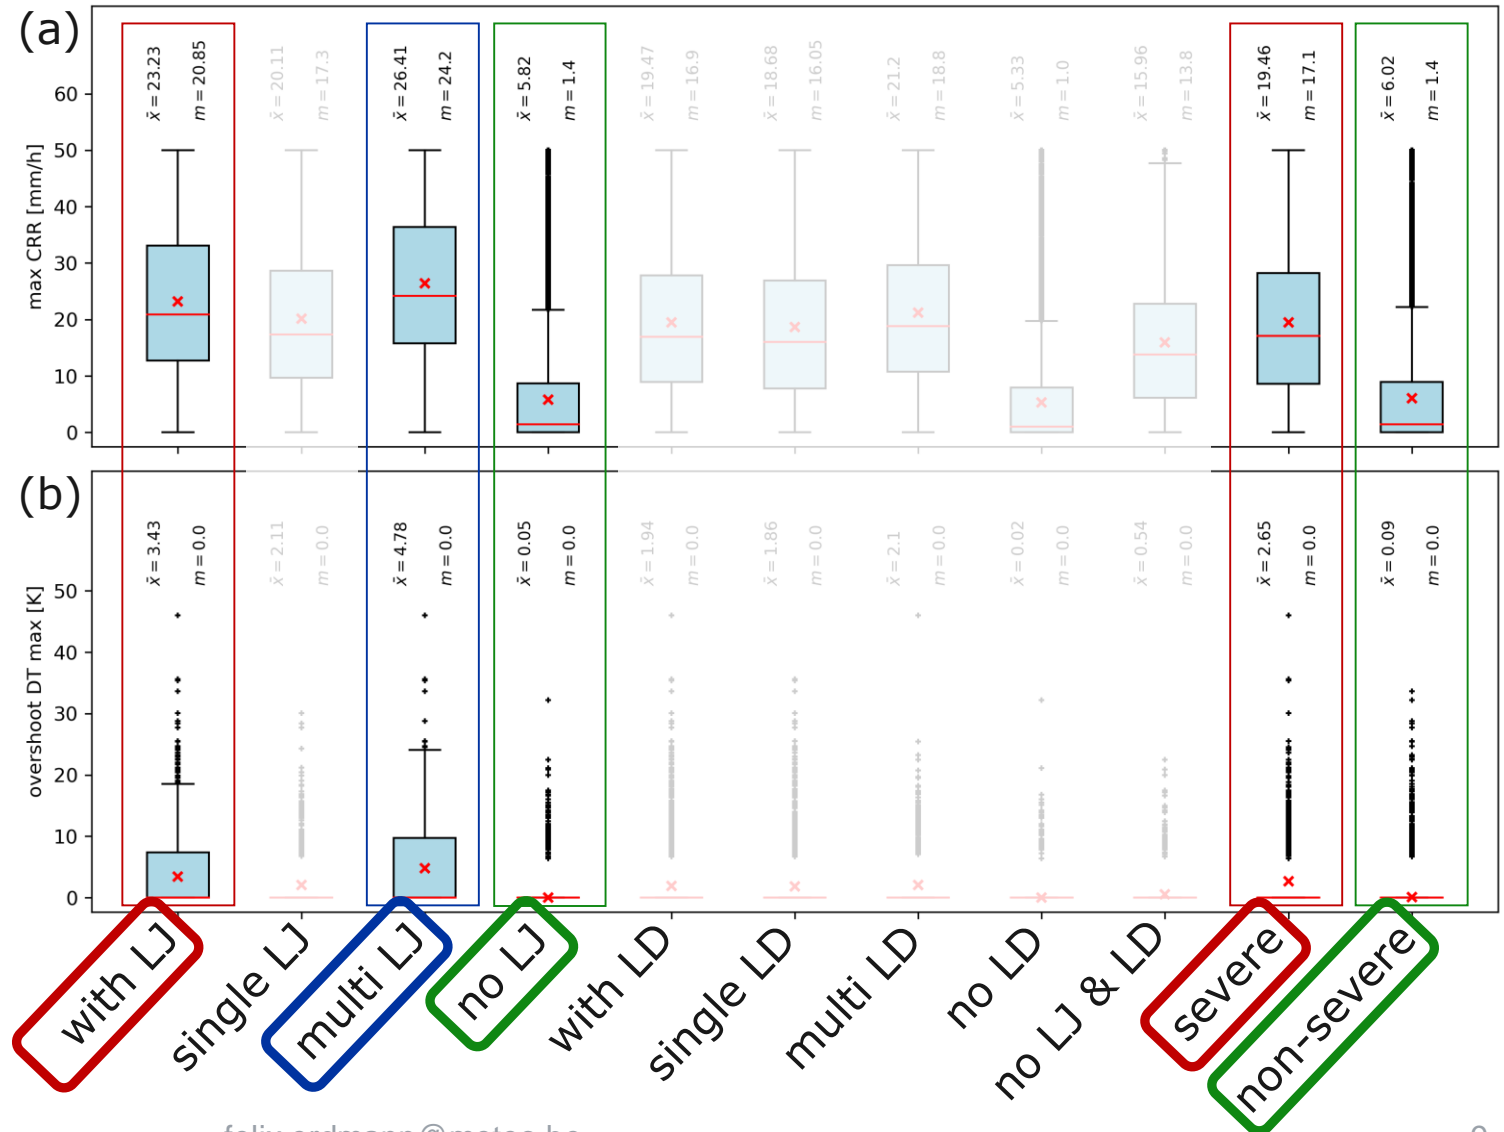 (a)
x̄ = 23.23
m = 20.85
x̄ = 20.11
m = 17.3
x̄ = 26.41
m = 24.2
x̄ = 5.82
m = 1.4
x̄ = 19.47
m = 16.9
x̄ = 18.68
m = 16.05
x̄ = 21.2
m = 18.8
x̄ = 5.33
m = 1.0
x̄ = 15.96
m = 13.8
x̄ = 19.46
m = 17.1
x̄ = 6.02
m = 1.4
max CRR [mm/h]
60
50
40
30
20
10
0
(b)
x̄ = 3.43
m = 0.0
x̄ = 2.11
m = 0.0
x̄ = 4.78
m = 0.0
x̄ = 0.05
m = 0.0
x̄ = 1.94
m = 0.0
x̄ = 1.86
m = 0.0
x̄ = 2.1
m = 0.0
x̄ = 0.02
m = 0.0
x̄ = 0.54
m = 0.0
x̄ = 2.65
m = 0.0
x̄ = 0.09
m = 0.0
overshoot DT max [K]
50
40
30
20
10
0
with LJ
single LJ
multi LJ
no LJ
with LD
single LD
multi LD
no LD
no LJ & LD
severe
non-severe